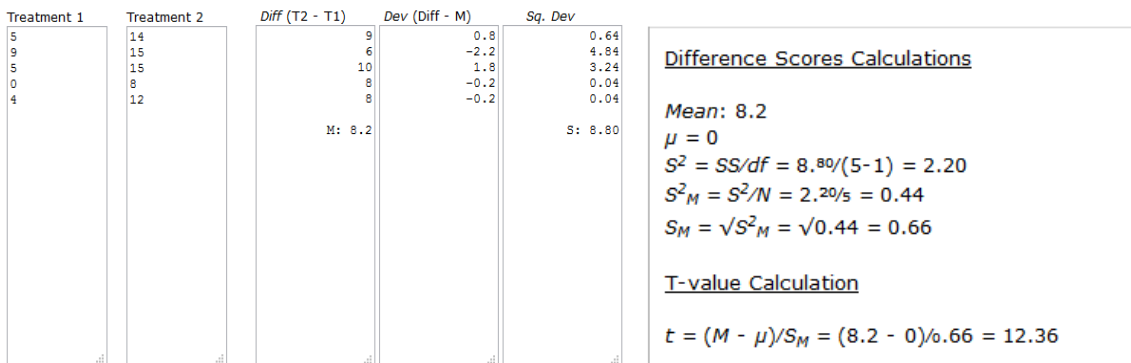 Treatment 1 Treatment 2 Diff (T2 - T1) Dev (Diff - M) Sq. Dev
5 14 9 0.8 0.64
9 15 6 -2.2 4.84
5 15 10 1.8 3.24
0 8 8 -0.2 0.04
4 12 8 -0.2 0.04
M: 8.2 S: 8.80
Difference Scores Calculations
Mean: 8.2
μ = 0
S² = SS/df = 8.80/(5-1) = 2.20
S²M = S²/N = 2.20/5 = 0.44
SM = √S²M = √0.44 = 0.66
T-value Calculation
t = (M - μ)/SM = (8.2 - 0)/0.66 = 12.36